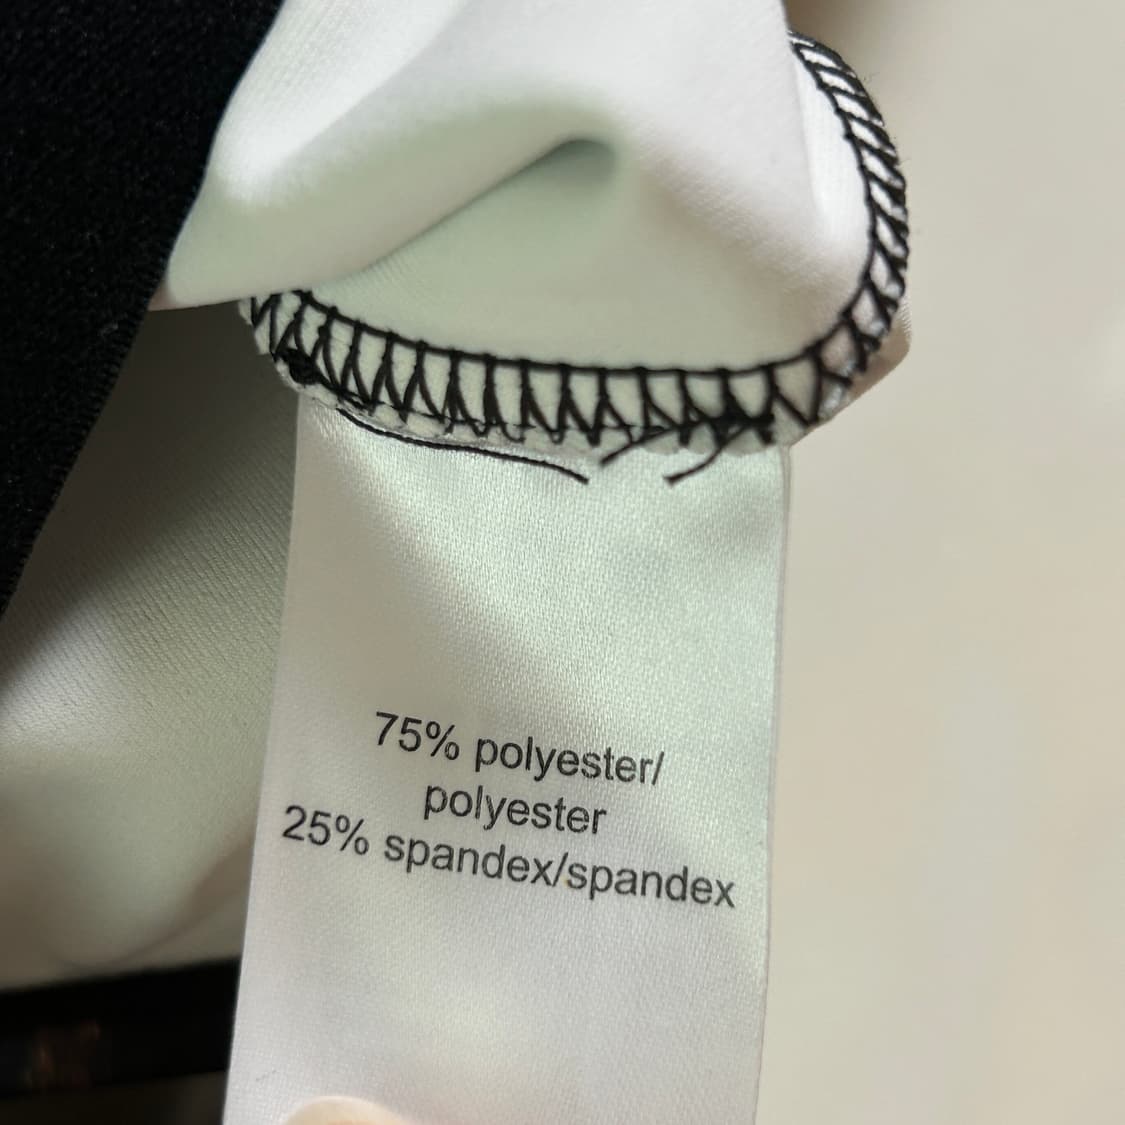 75% polyester/
polyester
25% spandex/spandex